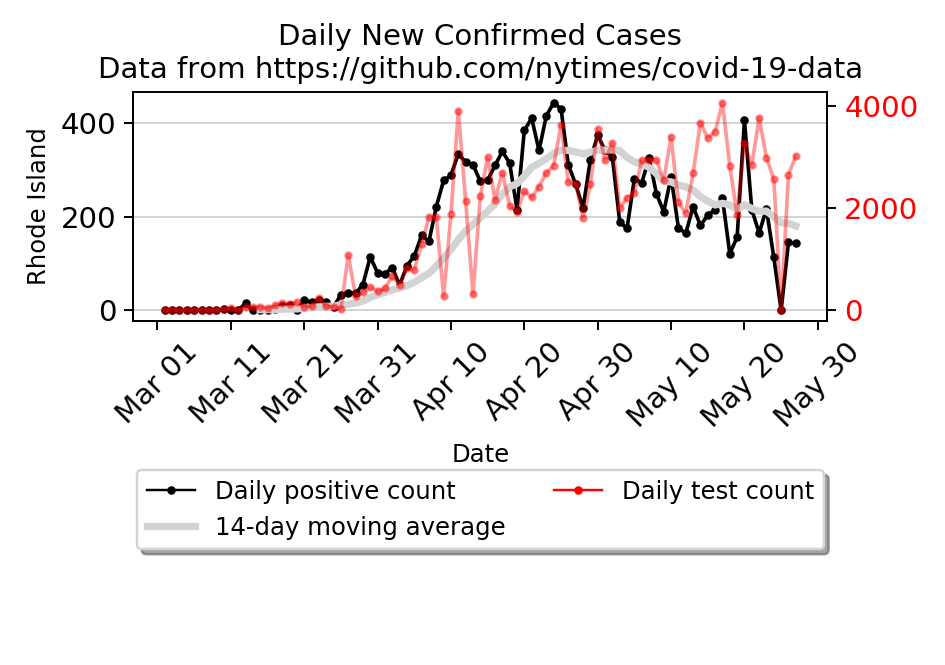 Daily New Confirmed Cases
Data from https://github.com/nytimes/covid-19-data
Rhode Island
400
200
0
4000
2000
0
Mar 01
Mar 11
Mar 21
Mar 31
Apr 10
Apr 20
Apr 30
May 10
May 20
May 30
Date
Daily positive count
Daily test count
14-day moving average